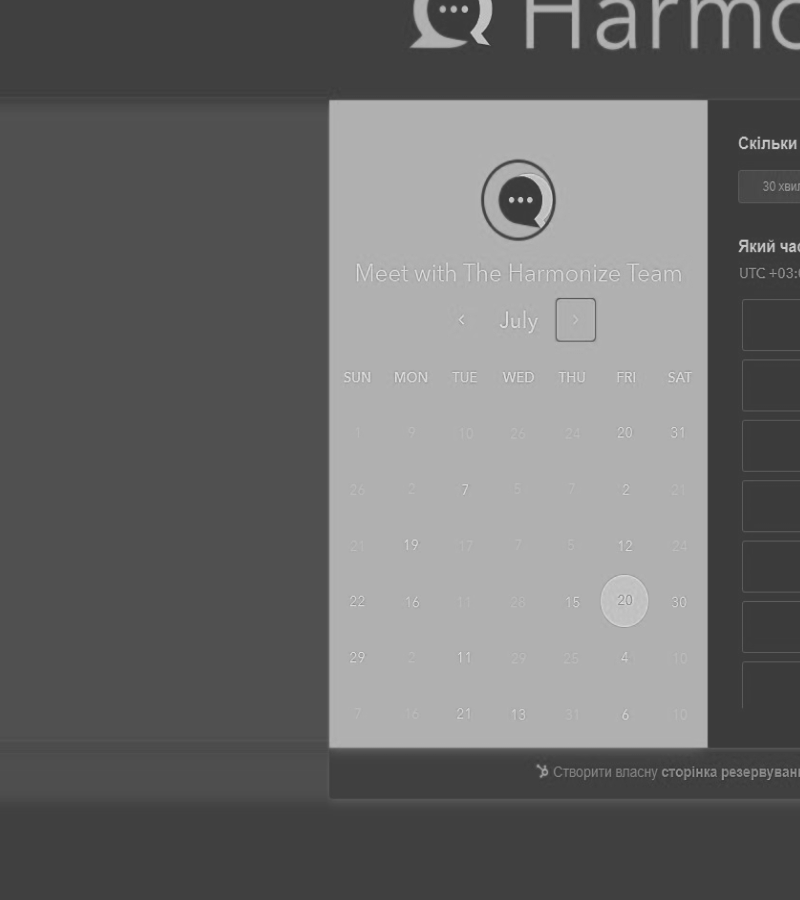 Harmo
Скільки
30 хвил
Який час
UTC +03:
Meet with The Harmonize Team
July
SUN MON TUE WED THU FRI SAT
1 9 10 26 24 20 31
26 2 7 5 7 2 21
21 19 17 7 5 12 24
22 16 11 28 15 20 30
29 2 11 29 25 4 10
7 16 21 13 31 6 10
Створити власну сторінка резервуван